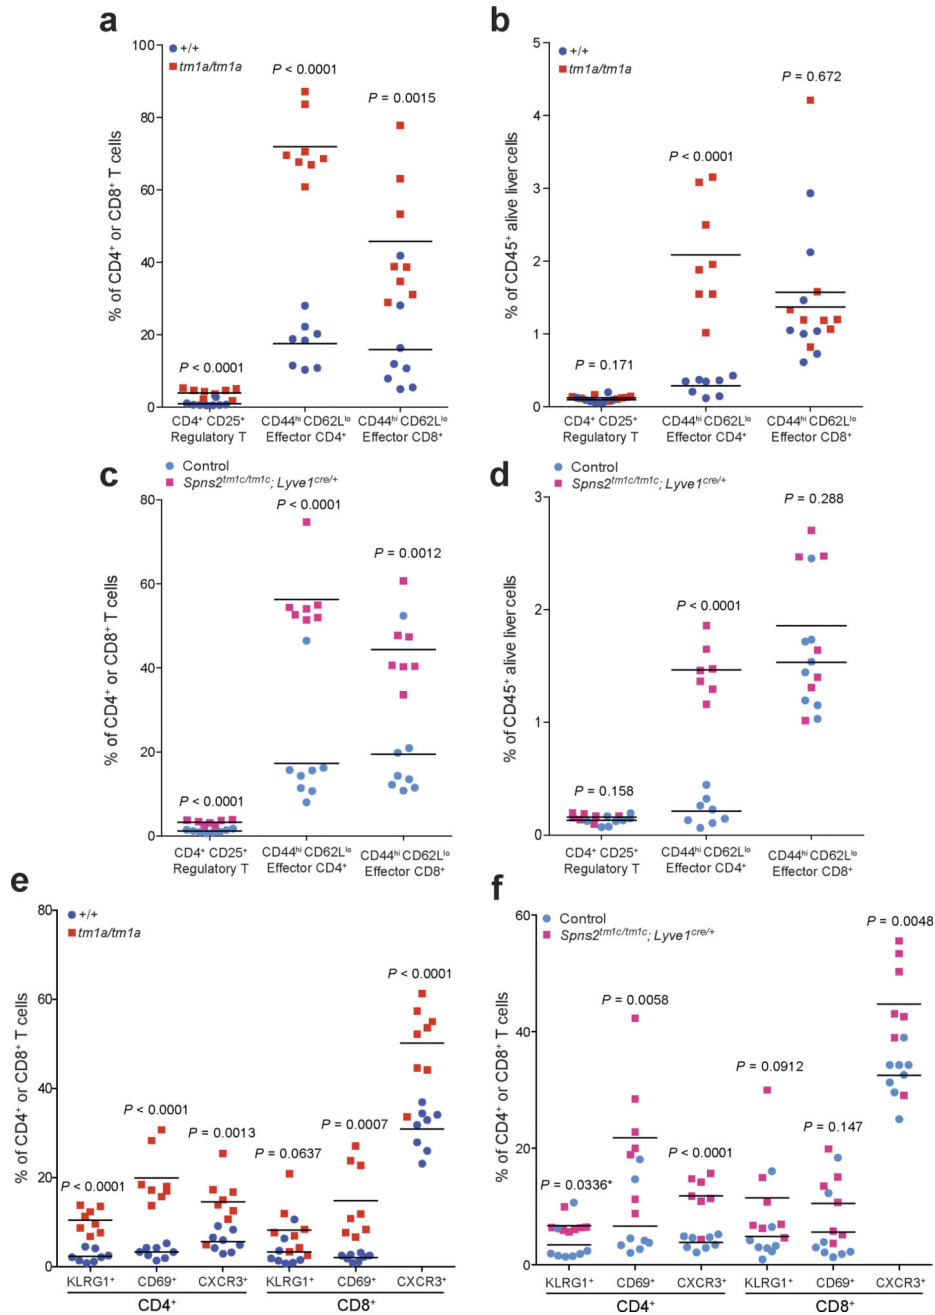 a
+/+
tm1a/tm1a
P < 0.0001
P = 0.0015
P < 0.0001
100
80
60
40
20
0
% of CD4⁺ or CD8⁺ T cells
CD4⁺ CD25⁺
Regulatory T
CD44ʰⁱ CD62Lˡᵒ
Effector CD4⁺
CD44ʰⁱ CD62Lˡᵒ
Effector CD8⁺
b
+/+
tm1a/tm1a
P = 0.672
P < 0.0001
P = 0.171
5
4
3
2
1
0
% of CD45⁺ alive liver cells
CD4⁺ CD25⁺
Regulatory T
CD44ʰⁱ CD62Lˡᵒ
Effector CD4⁺
CD44ʰⁱ CD62Lˡᵒ
Effector CD8⁺
c
Control
Spns2ᵗᵐ¹ᶜ/ᵗᵐ¹ᶜ; Lyve1ᶜʳᵉ/⁺
P < 0.0001
P = 0.0012
P < 0.0001
80
60
40
20
0
% of CD4⁺ or CD8⁺ T cells
CD4⁺ CD25⁺
Regulatory T
CD44ʰⁱ CD62Lˡᵒ
Effector CD4⁺
CD44ʰⁱ CD62Lˡᵒ
Effector CD8⁺
d
Control
Spns2ᵗᵐ¹ᶜ/ᵗᵐ¹ᶜ; Lyve1ᶜʳᵉ/⁺
P = 0.288
P < 0.0001
P = 0.158
3
2
1
0
% of CD45⁺ alive liver cells
CD4⁺ CD25⁺
Regulatory T
CD44ʰⁱ CD62Lˡᵒ
Effector CD4⁺
CD44ʰⁱ CD62Lˡᵒ
Effector CD8⁺
e
+/+
tm1a/tm1a
P < 0.0001
P < 0.0001
P = 0.0013
P = 0.0637
P = 0.0007
P < 0.0001
80
60
40
20
0
% of CD4⁺ or CD8⁺ T cells
KLRG1⁺ CD69⁺ CXCR3⁺ KLRG1⁺ CD69⁺ CXCR3⁺
CD4⁺ CD8⁺
f
Control
Spns2ᵗᵐ¹ᶜ/ᵗᵐ¹ᶜ; Lyve1ᶜʳᵉ/⁺
P = 0.0336*
P = 0.0058
P < 0.0001
P = 0.0912
P = 0.147
P = 0.0048
60
40
20
0
% of CD4⁺ or CD8⁺ T cells
KLRG1⁺ CD69⁺ CXCR3⁺ KLRG1⁺ CD69⁺ CXCR3⁺
CD4⁺ CD8⁺